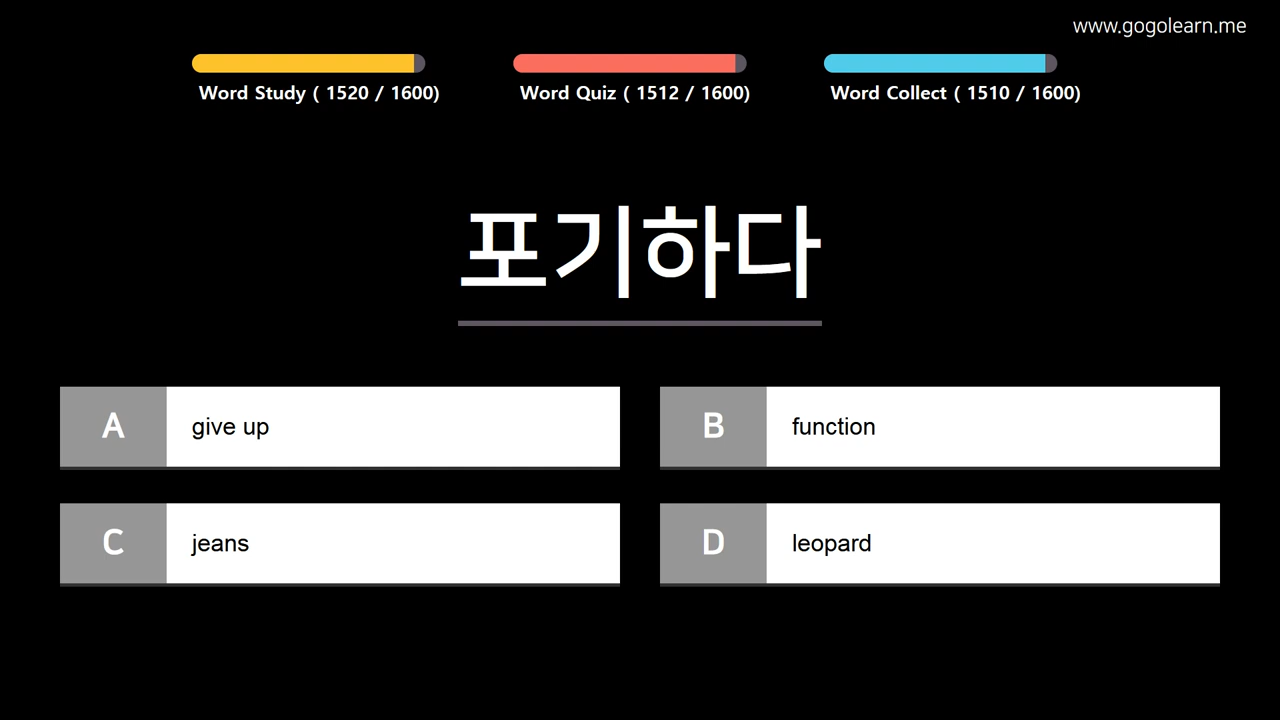 www.gogolearn.me
Word Study ( 1520 / 1600)
Word Quiz ( 1512 / 1600)
Word Collect ( 1510 / 1600)
포기하다
A give up
B function
C jeans
D leopard